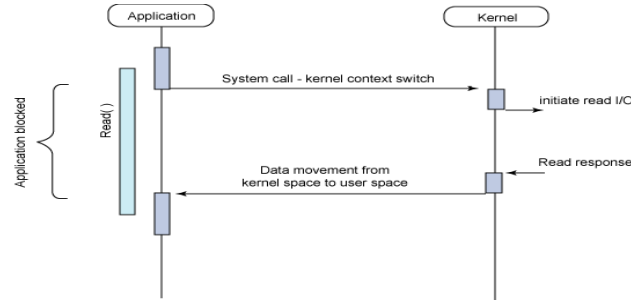 Application
Kernel
System call - kernel context switch
initiate read I/O
Read( )
Application blocked
Read response
Data movement from
kernel space to user space